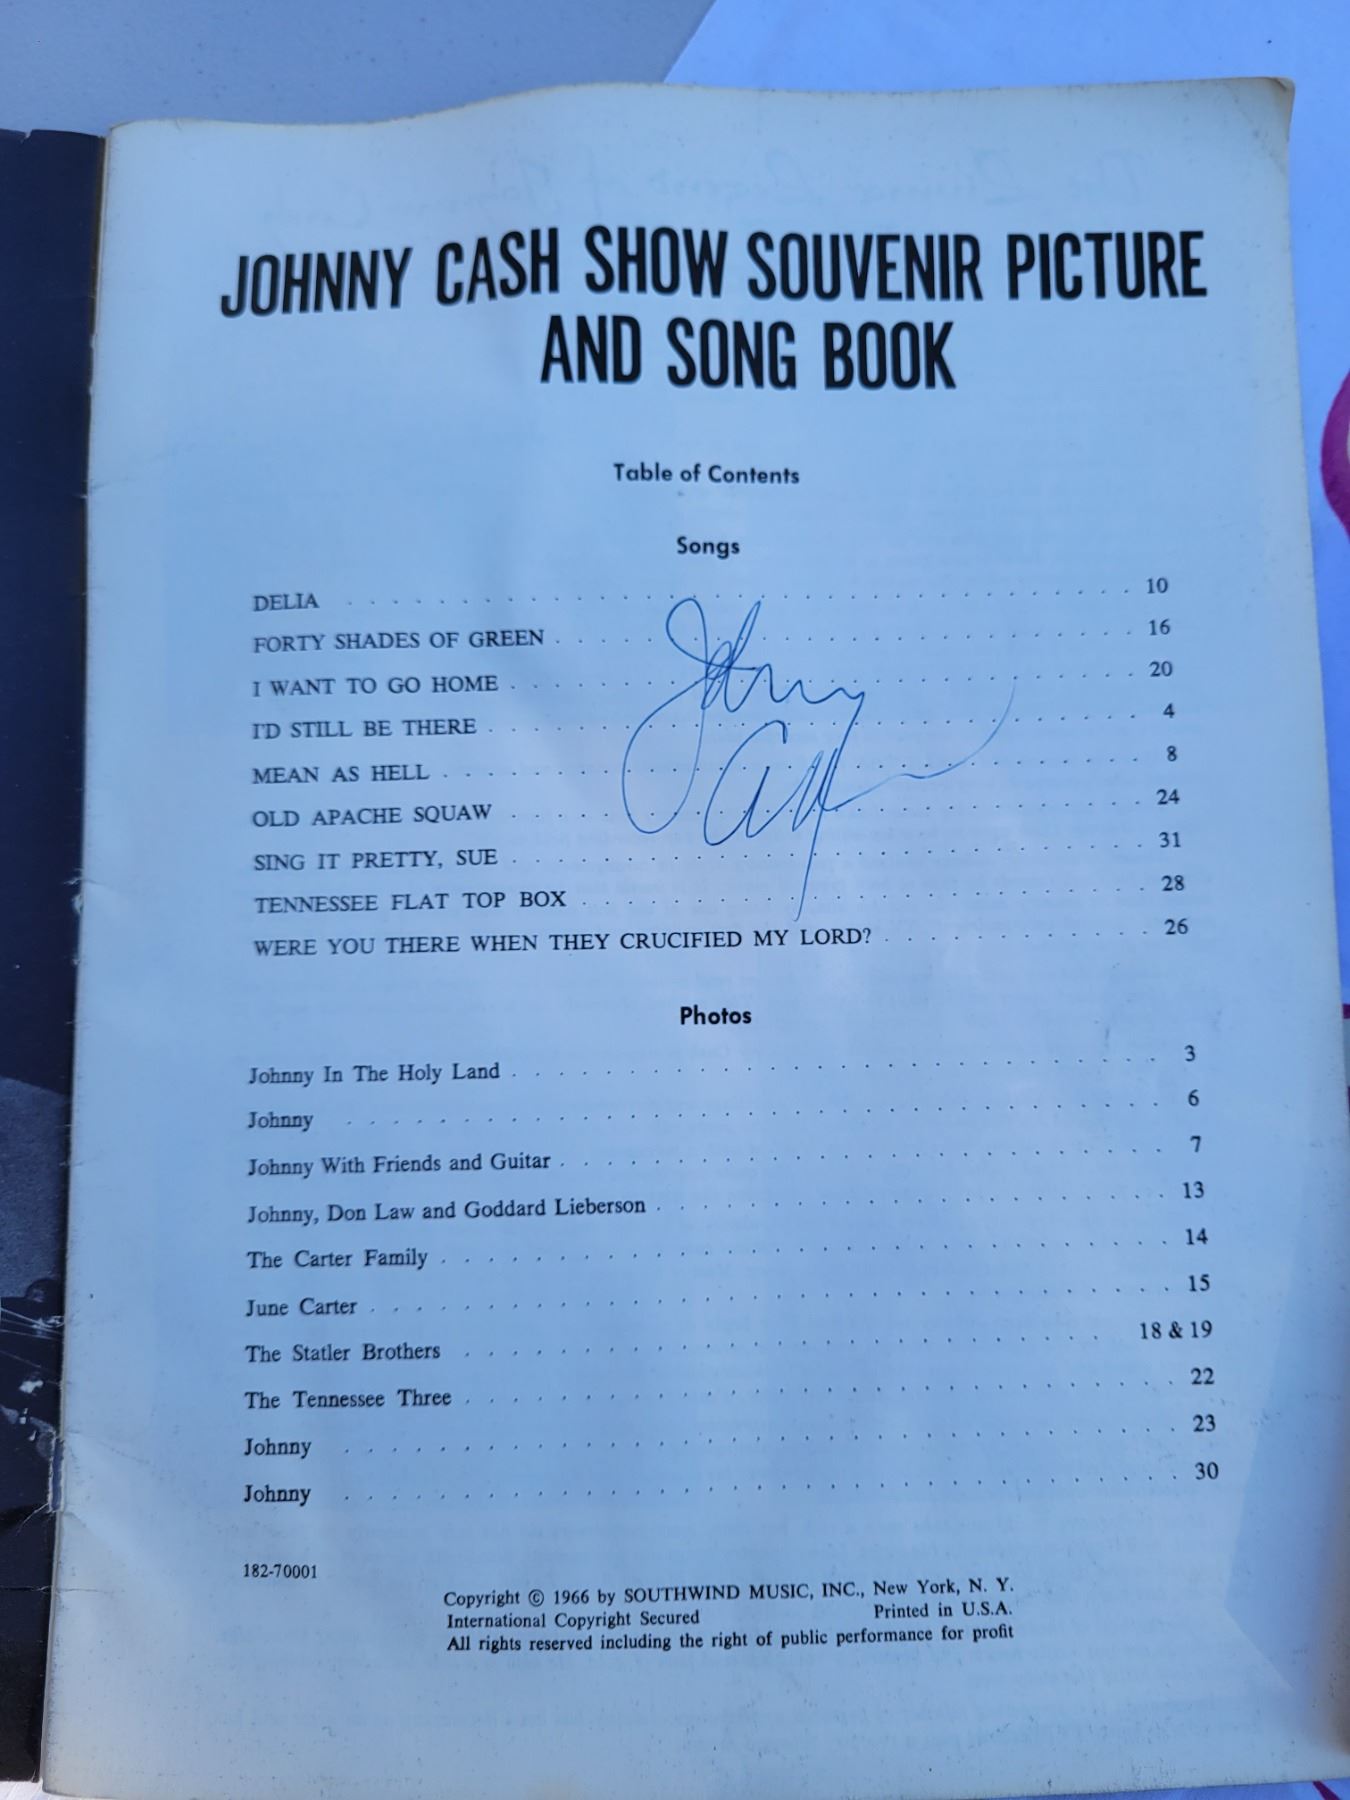 JOHNNY CASH SHOW SOUVENIR PICTURE
AND SONG BOOK
Table of Contents
Songs
DELIA . . . . . . . . . . . . . . . . . . . . 10
FORTY SHADES OF GREEN . . . . . . . . . . . . . . . . . . . . 16
I WANT TO GO HOME . . . . . . . . . . . . . . . . . . . . 20
I'D STILL BE THERE . . . . . . . . . . . . . . . . . . . . 4
MEAN AS HELL . . . . . . . . . . . . . . . . . . . . 8
OLD APACHE SQUAW . . . . . . . . . . . . . . . . . . . . 24
SING IT PRETTY, SUE . . . . . . . . . . . . . . . . . . . . 31
TENNESSEE FLAT TOP BOX . . . . . . . . . . . . . . . . . . . . 28
WERE YOU THERE WHEN THEY CRUCIFIED MY LORD? . . . . . . . . . . . . 26
Johnny
Cash
Photos
Johnny In The Holy Land . . . . . . . . . . . . . . . . . . . . 3
Johnny . . . . . . . . . . . . . . . . . . . . 6
Johnny With Friends and Guitar . . . . . . . . . . . . . . . . . . . . 7
Johnny, Don Law and Goddard Lieberson . . . . . . . . . . . . . . . . . . . . 13
The Carter Family . . . . . . . . . . . . . . . . . . . . 14
June Carter . . . . . . . . . . . . . . . . . . . . 15
The Statler Brothers . . . . . . . . . . . . . . . . . . . . 18 & 19
The Tennessee Three . . . . . . . . . . . . . . . . . . . . 22
Johnny . . . . . . . . . . . . . . . . . . . . 23
Johnny . . . . . . . . . . . . . . . . . . . . 30
182-70001
Copyright © 1966 by SOUTHWIND MUSIC, INC., New York, N. Y.
International Copyright Secured Printed in U.S.A.
All rights reserved including the right of public performance for profit